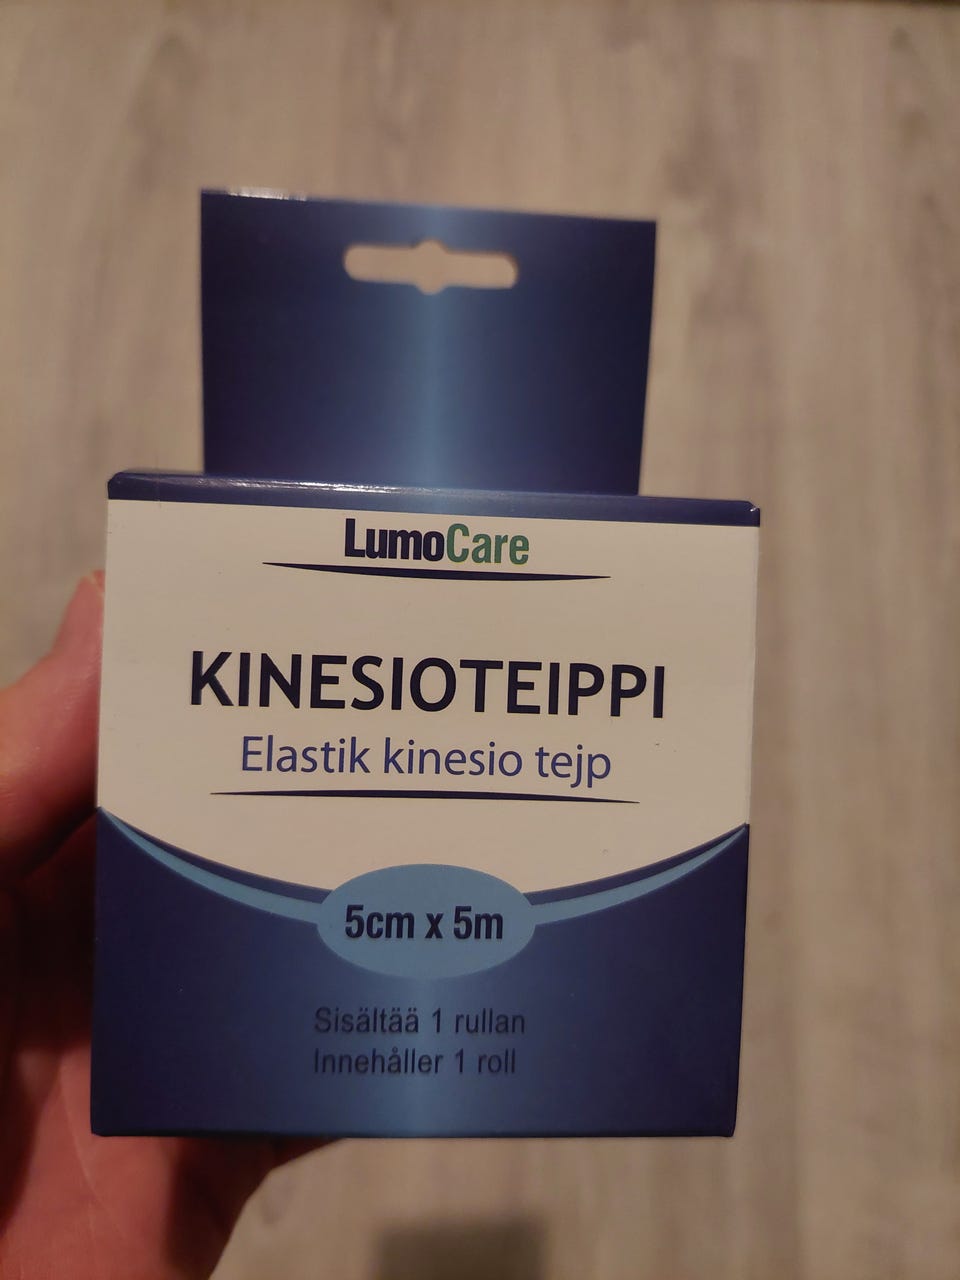 LumoCare
KINESIOTEIPPI
Elastik kinesio tejp
5cm x 5m
Sisältää 1 rullan
Innehåller 1 roll